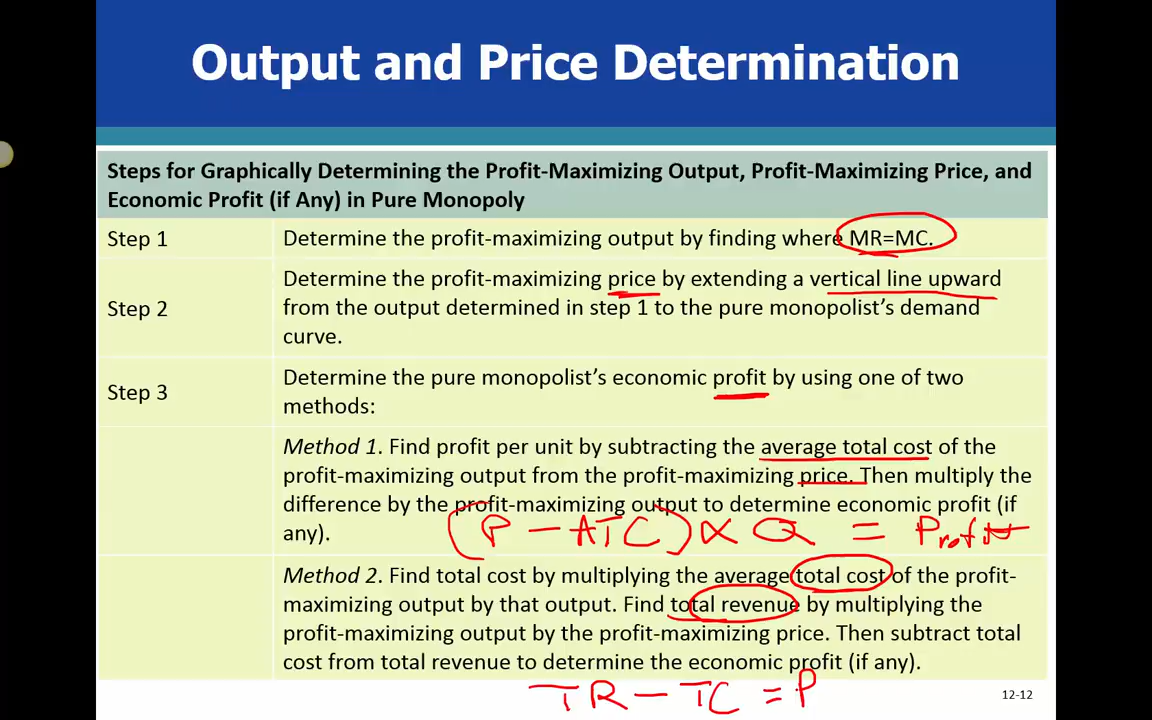 Output and Price Determination
Steps for Graphically Determining the Profit-Maximizing Output, Profit-Maximizing Price, and
Economic Profit (if Any) in Pure Monopoly
Step 1
Determine the profit-maximizing output by finding where MR=MC.
Step 2
Determine the profit-maximizing price by extending a vertical line upward
from the output determined in step 1 to the pure monopolist's demand
curve.
Step 3
Determine the pure monopolist's economic profit by using one of two
methods:
Method 1. Find profit per unit by subtracting the average total cost of the
profit-maximizing output from the profit-maximizing price. Then multiply the
difference by the profit-maximizing output to determine economic profit (if
any).
(P - ATC) × Q = Profit
Method 2. Find total cost by multiplying the average total cost of the profit-
maximizing output by that output. Find total revenue by multiplying the
profit-maximizing output by the profit-maximizing price. Then subtract total
cost from total revenue to determine the economic profit (if any).
TR - TC = P
12-12